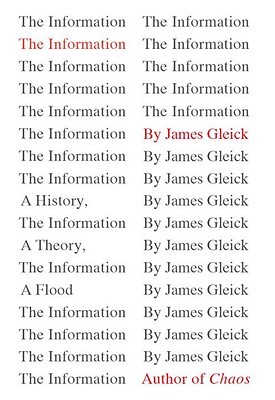 The Information The Information
The Information The Information
The Information The Information
The Information The Information
The Information The Information
The Information By James Gleick
The Information By James Gleick
The Information By James Gleick
A History, By James Gleick
The Information By James Gleick
A Theory, By James Gleick
The Information By James Gleick
A Flood By James Gleick
The Information By James Gleick
The Information By James Gleick
The Information By James Gleick
The Information Author of Chaos